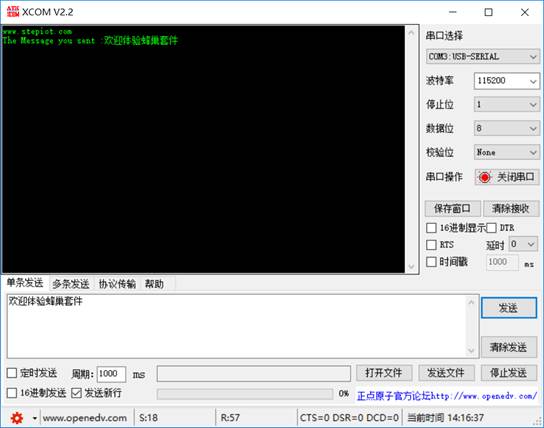 ATK
XCOM XCOM V2.2
www.stepiot.com
The Message you sent :欢迎体验蜂巢套件
串口选择
COM3:USB-SERIAL
波特率 115200
停止位 1
数据位 8
校验位 None
串口操作 关闭串口
保存窗口 清除接收
16进制显示 DTR
RTS 延时 0
时间戳 1000 ms
单条发送 多条发送 协议传输 帮助
欢迎体验蜂巢套件
发送
清除发送
定时发送 周期: 1000 ms 打开文件 发送文件 停止发送
16进制发送 发送新行 0% 正点原子官方论坛http://www.openedv.com/
www.openedv.com S:18 R:57 CTS=0 DSR=0 DCD=0 当前时间 14:16:37